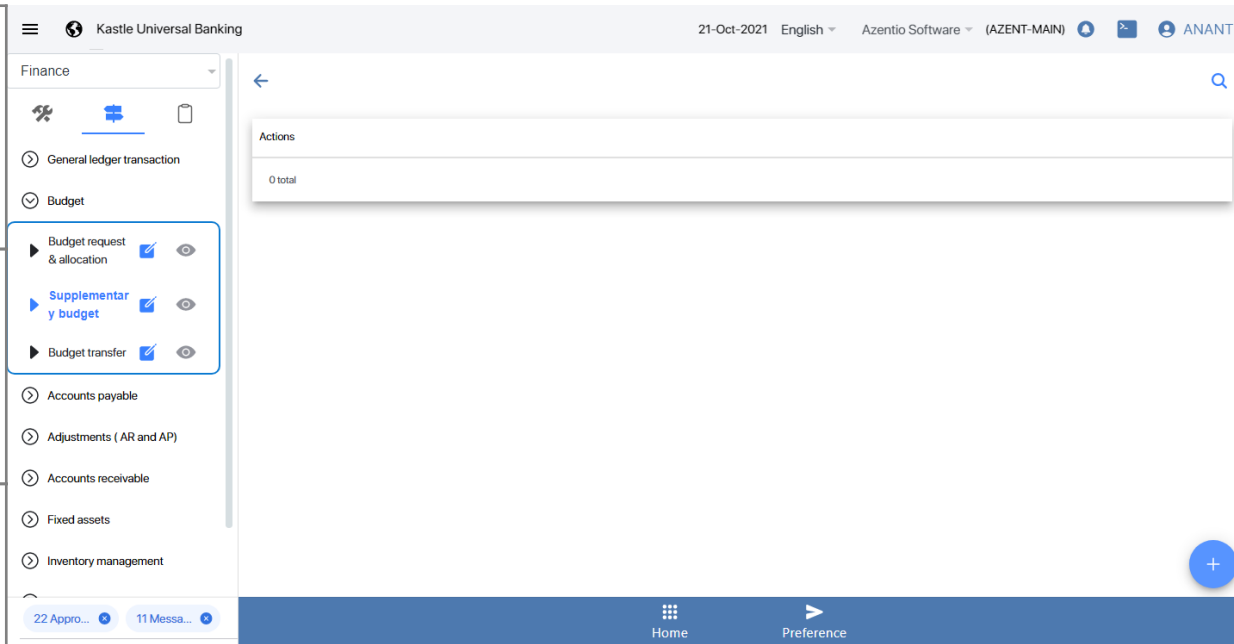 Kastle Universal Banking
21-Oct-2021 English Azentio Software (AZENT-MAIN) ANANT
Finance
Actions
General ledger transaction
0 total
Budget
Budget request
& allocation
Supplementar
y budget
Budget transfer
Accounts payable
Adjustments ( AR and AP)
Accounts receivable
Fixed assets
Inventory management
22 Appro... 11 Messa...
Home Preference